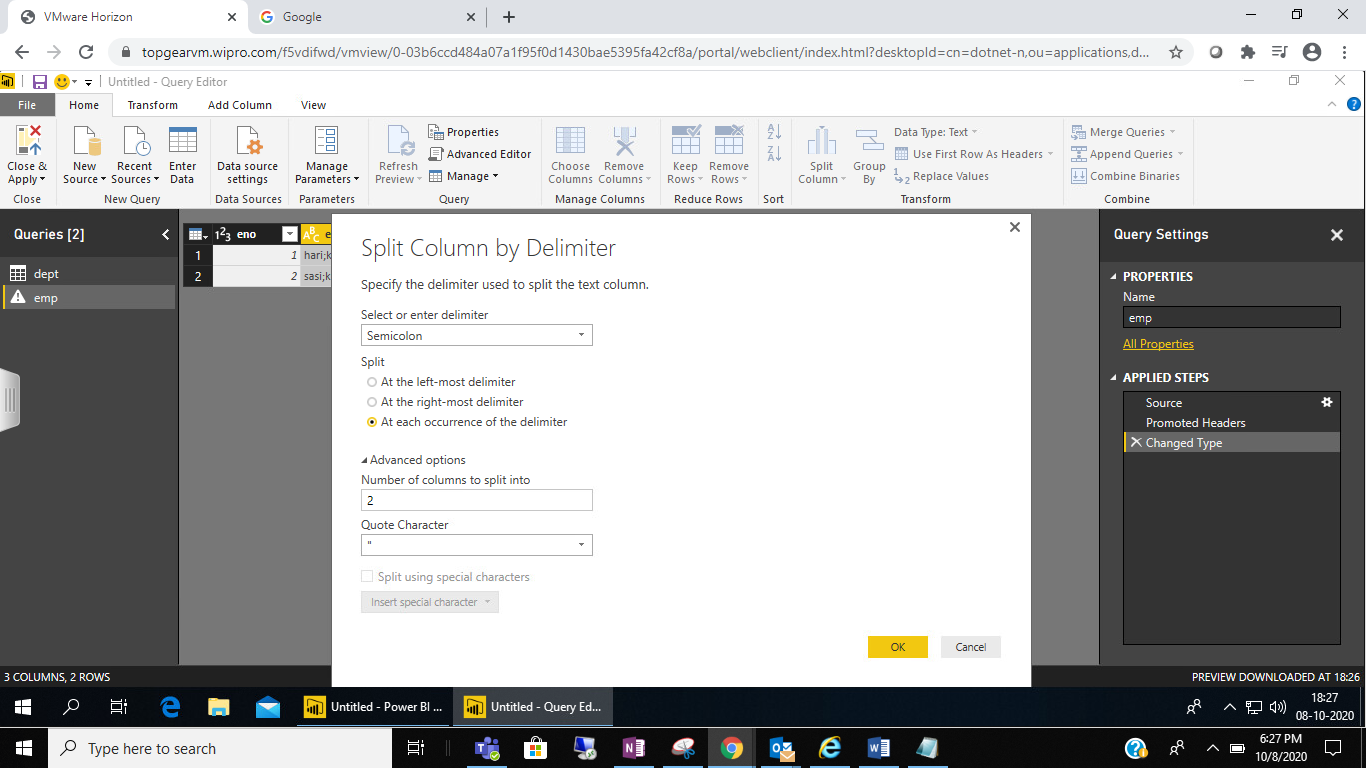 VMware Horizon
Google
topgearvm.wipro.com/f5vdifwd/vmview/0-03b6ccd484a07a1f95f0d1430bae5395fa42cf8a/portal/webclient/index.html?desktopId=cn=dotnet-n,ou=applications,d...
Untitled - Query Editor
File Home Transform Add Column View
Close & Apply
New Source
Recent Sources
Enter Data
Data source settings
Manage Parameters
Refresh Preview
Properties
Advanced Editor
Manage
Choose Columns
Remove Columns
Keep Rows
Remove Rows
Split Column
Group By
Data Type: Text
Use First Row As Headers
Replace Values
Merge Queries
Append Queries
Combine Binaries
Close New Query Data Sources Parameters Query Manage Columns Reduce Rows Sort Transform Combine
Queries [2]
dept
emp
eno e
1 1 hari;k
2 2 sasi;k
Split Column by Delimiter
Specify the delimiter used to split the text column.
Select or enter delimiter
Semicolon
Split
At the left-most delimiter
At the right-most delimiter
At each occurrence of the delimiter
Advanced options
Number of columns to split into
2
Quote Character
"
Split using special characters
Insert special character
OK Cancel
Query Settings
PROPERTIES
Name
emp
All Properties
APPLIED STEPS
Source
Promoted Headers
Changed Type
3 COLUMNS, 2 ROWS
PREVIEW DOWNLOADED AT 18:26
Untitled - Power BI ...
Untitled - Query Ed...
18:27
08-10-2020
Type here to search
6:27 PM
10/8/2020